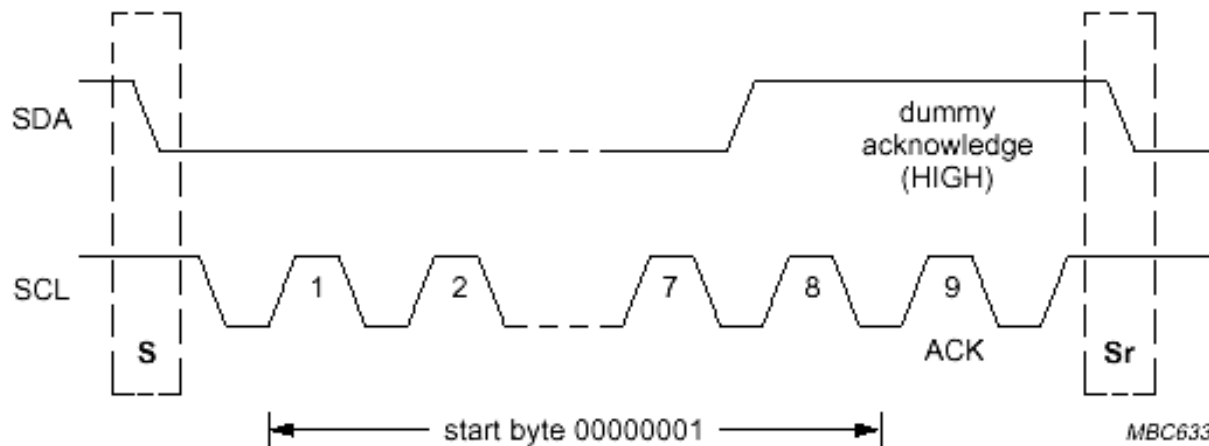 SDA
dummy
acknowledge
(HIGH)
SCL
1
2
7
8
9
S
ACK
Sr
start byte 00000001
MBC633